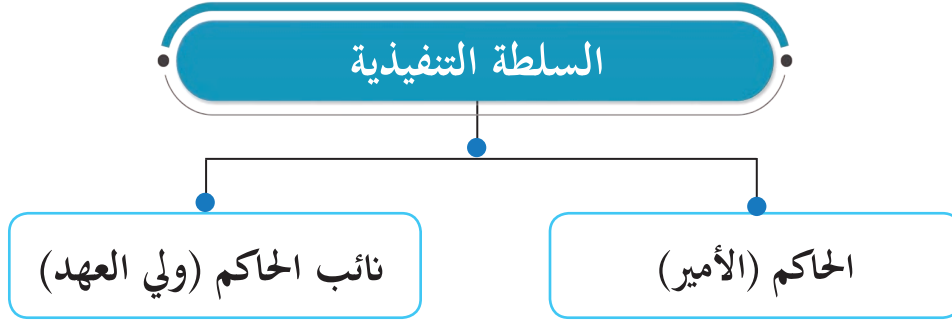 السلطة التنفيذية
الحاكم (الأمير)
نائب الحاكم (ولي العهد)